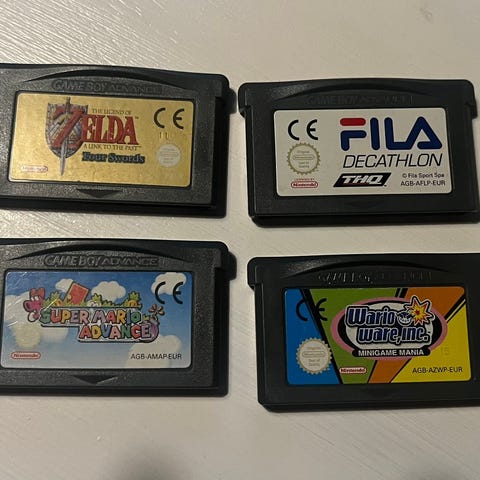 GAME BOY ADVANCE
THE LEGEND OF
ZELDA
A LINK TO THE PAST
Four Swords
CE
Nintendo
GAME BOY ADVANCE
CE
FILA
DECATHLON
THQ
© Fila Sport Spa
AGB-AFLP-EUR
Nintendo
GAME BOY ADVANCE
SUPER MARIO
ADVANCE
CE
Nintendo
AGB-AMAP-EUR
GAME BOY ADVANCE
Wario
Ware, Inc.
MINIGAME MANIA
CE
Nintendo
AGB-AZWP-EUR